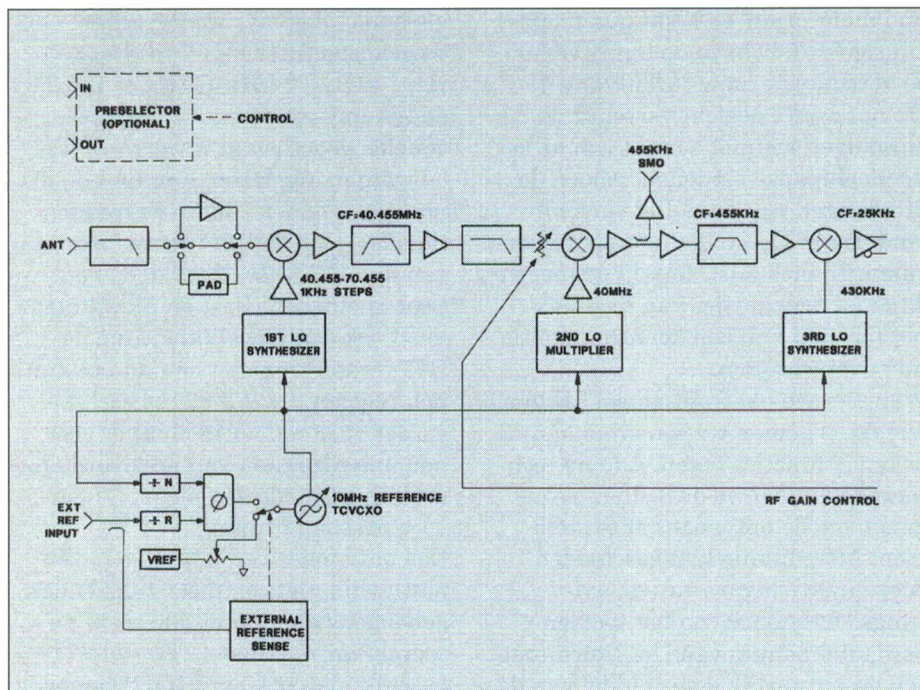 IN
PRESELECTOR
(OPTIONAL)
OUT
CONTROL
455KHz
SMO
ANT
PAD
CF=40.455MHz
CF=455KHz
CF=25KHz
40.455-70.455
1KHz STEPS
40MHz
430KHz
1ST LO
SYNTHESIZER
2ND LO
MULTIPLIER
3RD LO
SYNTHESIZER
÷ N
÷ R
Φ
EXT
REF
INPUT
10MHz REFERENCE
TCVCXO
RF GAIN CONTROL
VREF
EXTERNAL
REFERENCE
SENSE